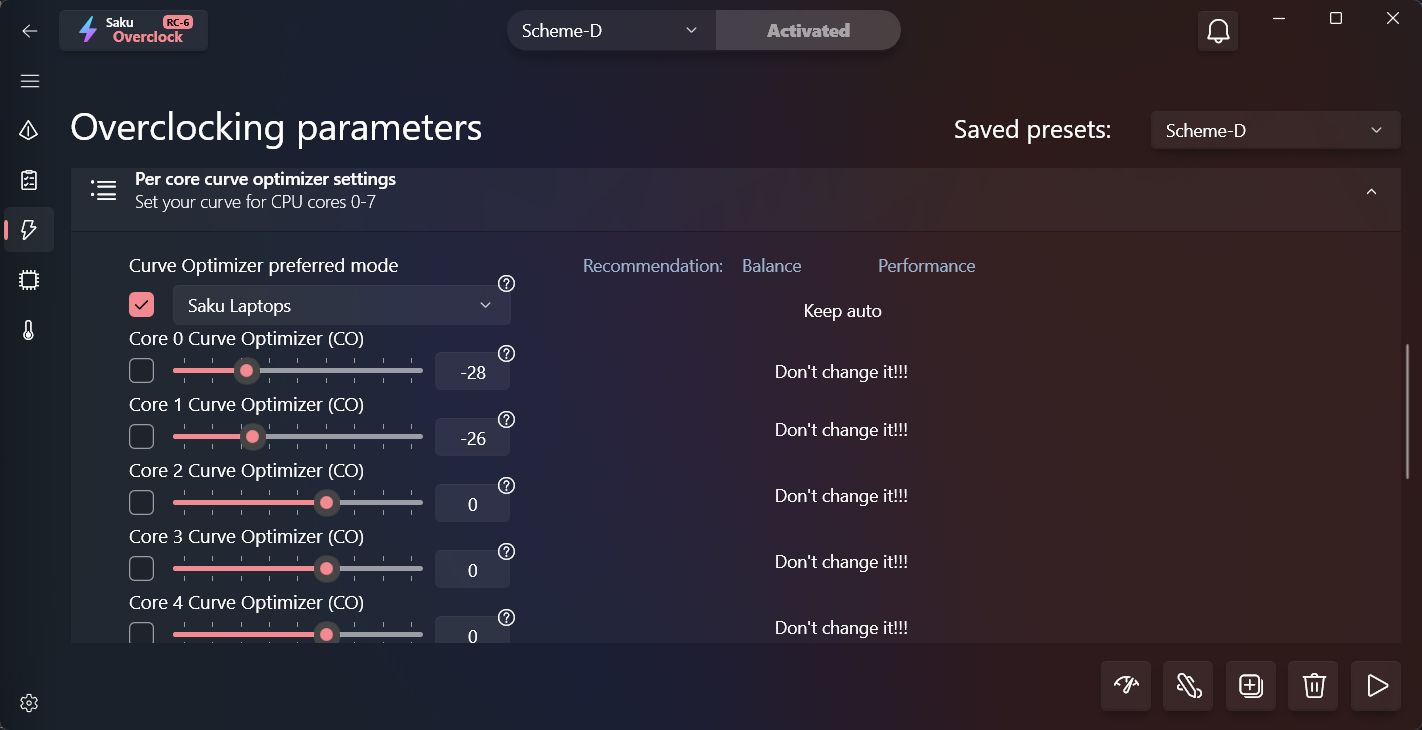 Saku RC-6
Overclock
Scheme-D
Activated
Overclocking parameters
Saved presets:
Scheme-D
Per core curve optimizer settings
Set your curve for CPU cores 0-7
Curve Optimizer preferred mode
Recommendation: Balance Performance
Saku Laptops
Keep auto
Core 0 Curve Optimizer (CO)
-28
Don't change it!!!
Core 1 Curve Optimizer (CO)
-26
Don't change it!!!
Core 2 Curve Optimizer (CO)
0
Don't change it!!!
Core 3 Curve Optimizer (CO)
0
Don't change it!!!
Core 4 Curve Optimizer (CO)
0
Don't change it!!!